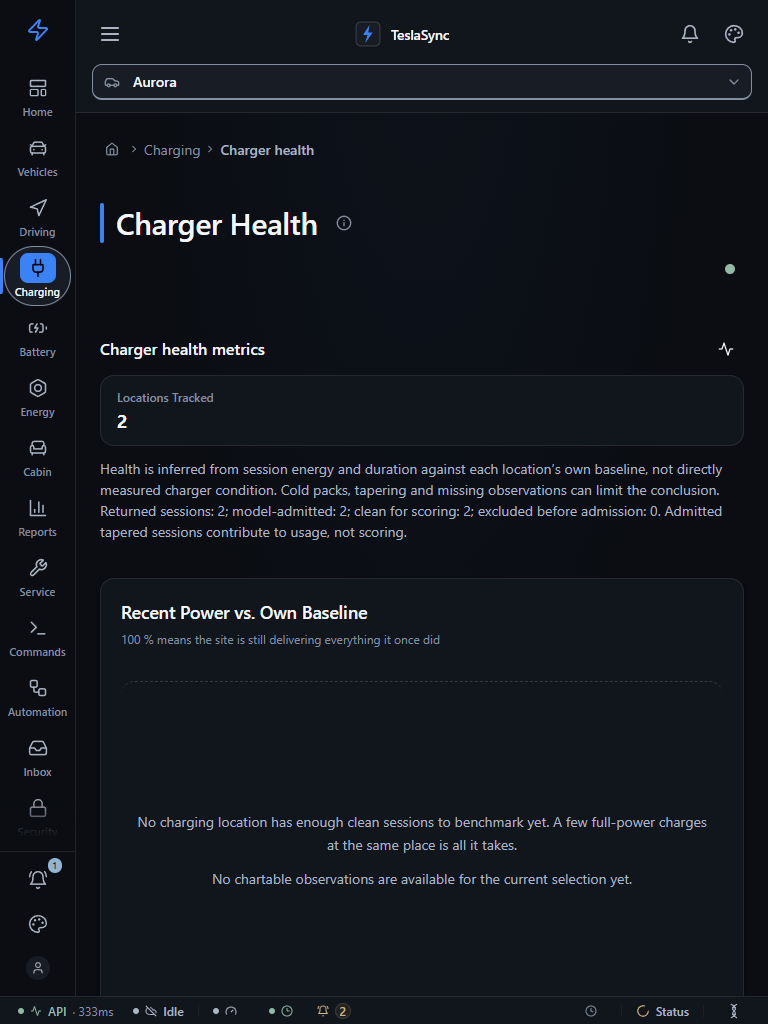 TeslaSync
Aurora
Home
Vehicles
Driving
Charging
Battery
Energy
Cabin
Reports
Service
Commands
Automation
Inbox
Security
1
Charging > Charger health
Charger Health
Charger health metrics
Locations Tracked
2
Health is inferred from session energy and duration against each location's own baseline, not directly
measured charger condition. Cold packs, tapering and missing observations can limit the conclusion.
Returned sessions: 2; model-admitted: 2; clean for scoring: 2; excluded before admission: 0. Admitted
tapered sessions contribute to usage, not scoring.
Recent Power vs. Own Baseline
100 % means the site is still delivering everything it once did
No charging location has enough clean sessions to benchmark yet. A few full-power charges
at the same place is all it takes.
No chartable observations are available for the current selection yet.
API · 333ms
Idle
2
Status